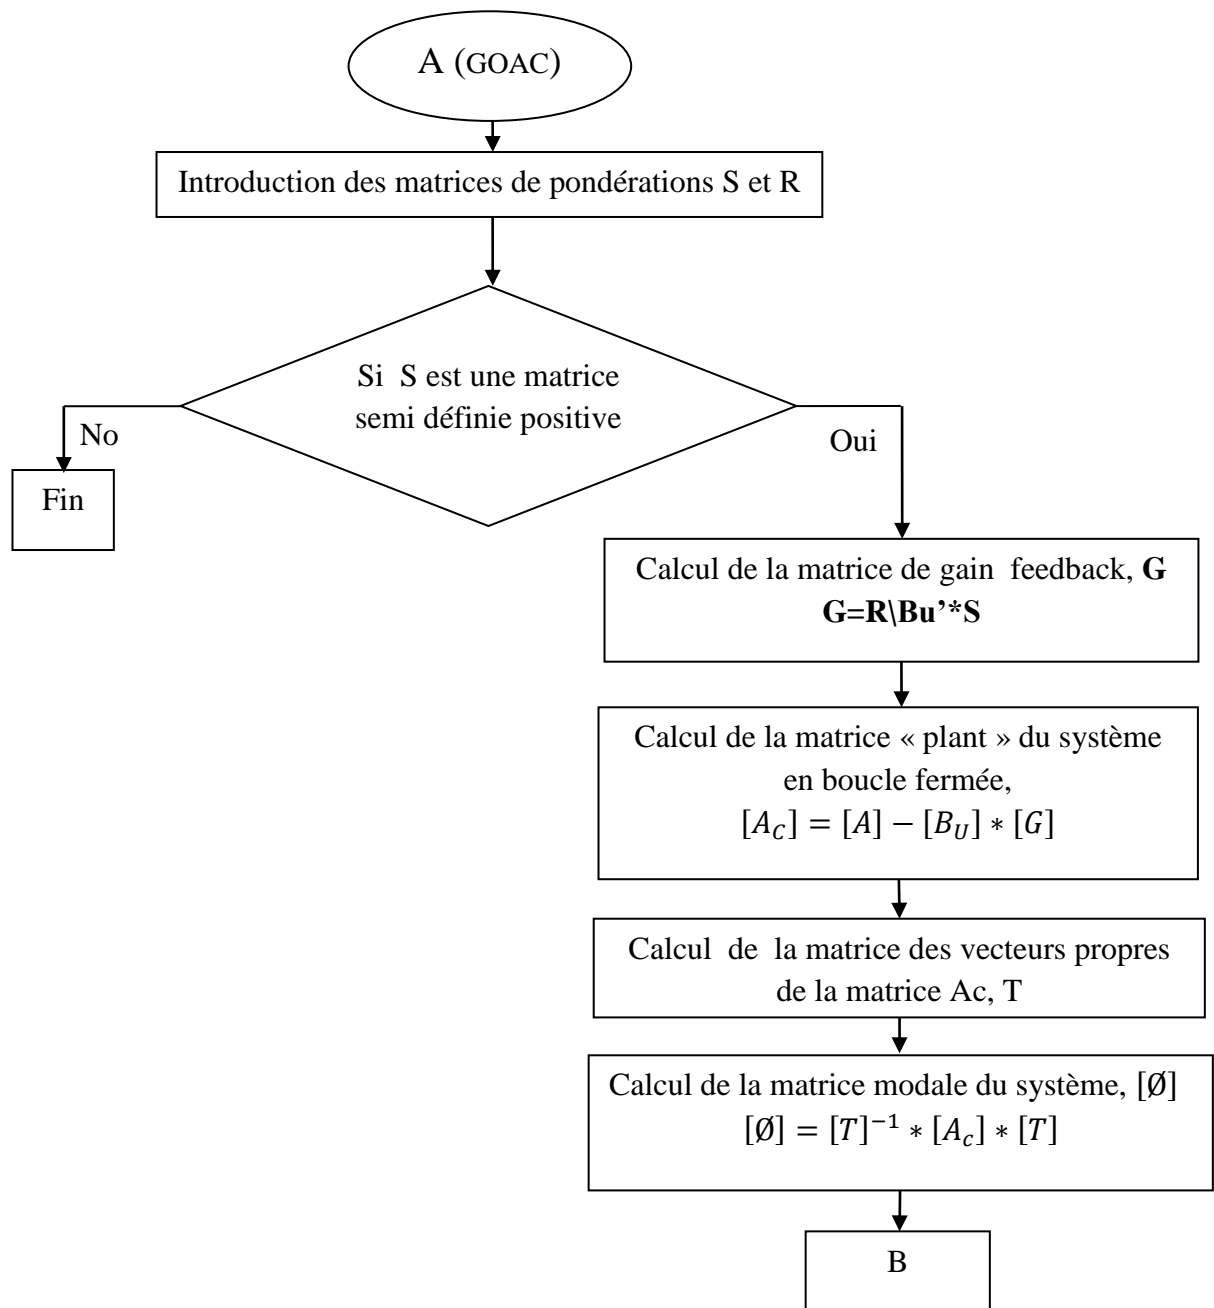 A (GOAC)
Introduction des matrices de pondérations S et R
Si S est une matrice
semi définie positive
No
Oui
Fin
Calcul de la matrice de gain feedback, G
G=R\Bu’*S
Calcul de la matrice « plant » du système
en boucle fermée,
[A_C] = [A] − [B_U] ∗ [G]
Calcul de la matrice des vecteurs propres
de la matrice Ac, T
Calcul de la matrice modale du système, [Ø]
[Ø] = [T]^{−1} ∗ [A_c] ∗ [T]
B